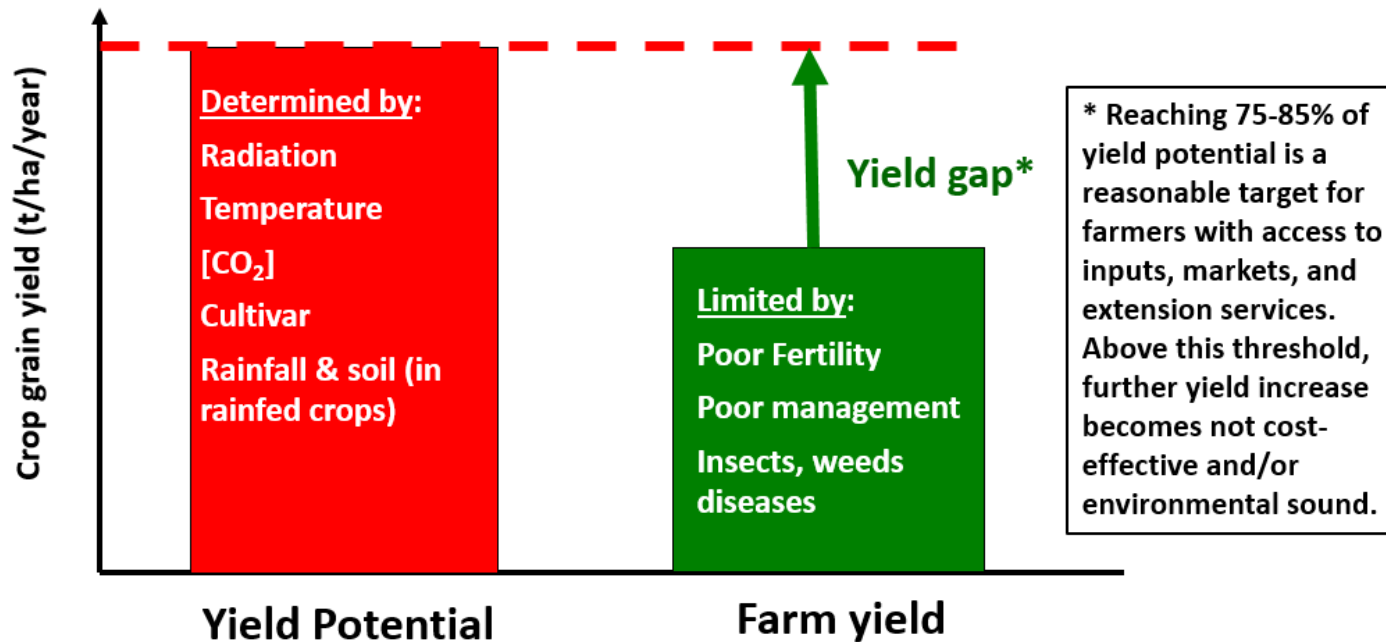 Crop grain yield (t/ha/year)
Determined by:
Radiation
Temperature
[CO₂]
Cultivar
Rainfall & soil (in
rainfed crops)
Yield gap*
Limited by:
Poor Fertility
Poor management
Insects, weeds
diseases
* Reaching 75-85% of
yield potential is a
reasonable target for
farmers with access to
inputs, markets, and
extension services.
Above this threshold,
further yield increase
becomes not cost-
effective and/or
environmental sound.
Yield Potential
Farm yield